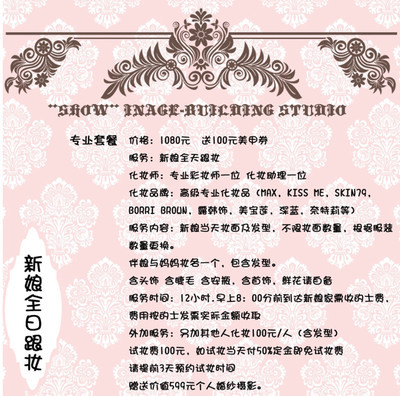 "SHOW" INAGE-BUILDING STUDIO
专业套餐 价格：1080元 送100元美甲券
服务：新娘全天跟妆
化妆师：专业彩妆师一位 化妆助理一位
化妆品牌：高级专业化妆品（MAX，KISS ME，SKIN79，
BORRI BROWN，露韩饰，美宝莲，深蓝，奈特莉等）
服务内容：新娘当天妆面及发型，不限妆面数量，根据服装
数量更换。
伴娘与妈妈妆各一个，包含发型。
含头饰 含睫毛 含安瓶，含首饰，鲜花请自备
服务时间：12小时，早上8：00分前到达新娘家需收的士费，
费用按的士发票实际金额收取
外加服务：另加其他人化妆100元/人（含发型）
试妆费100元，如试妆当天付50%定金即免试妆费
请提前3天预约试妆时间
赠送价值599元个人婚纱摄影。
新娘全日跟妆